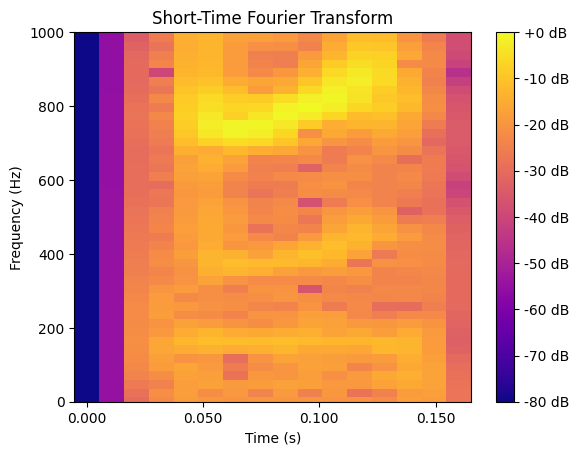 Short-Time Fourier Transform
Frequency (Hz)
1000
800
600
400
200
0
0.000
0.050
0.100
0.150
Time (s)
+0 dB
-10 dB
-20 dB
-30 dB
-40 dB
-50 dB
-60 dB
-70 dB
-80 dB